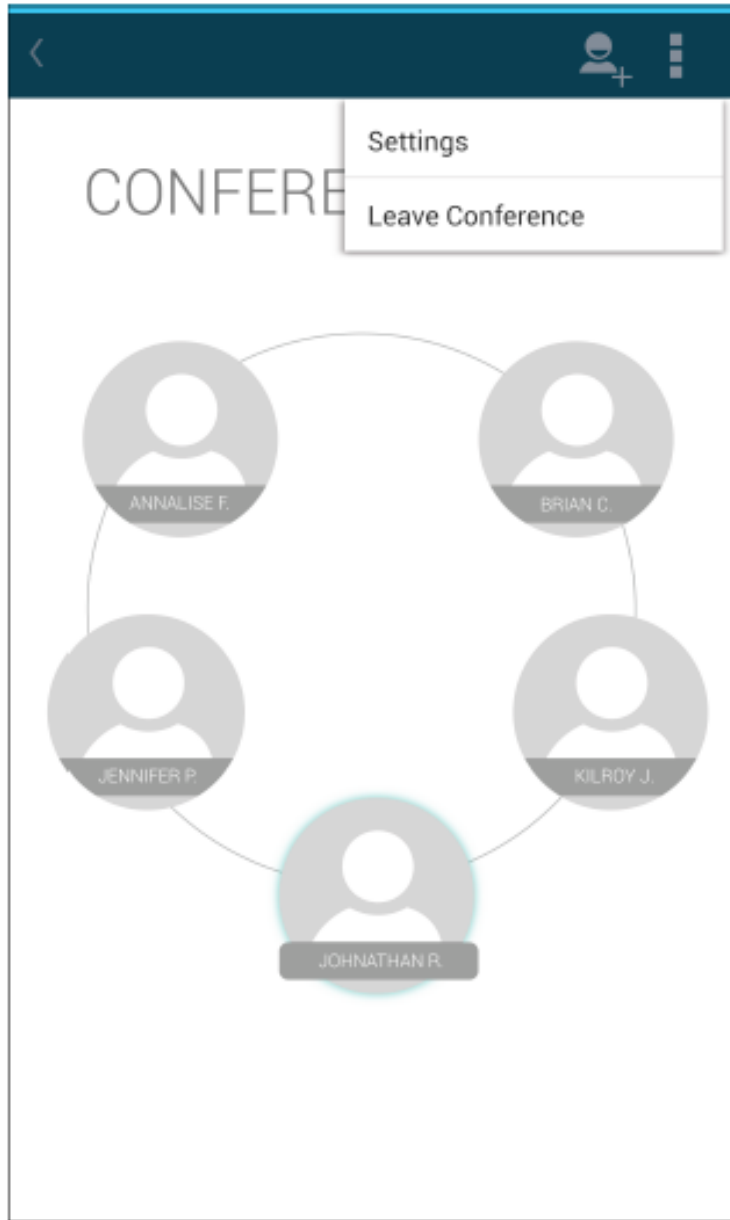 Settings
CONFERE
Leave Conference
ANNALISE F.
BRIAN C.
JENNIFER P.
KILROY J.
JOHNATHAN R.